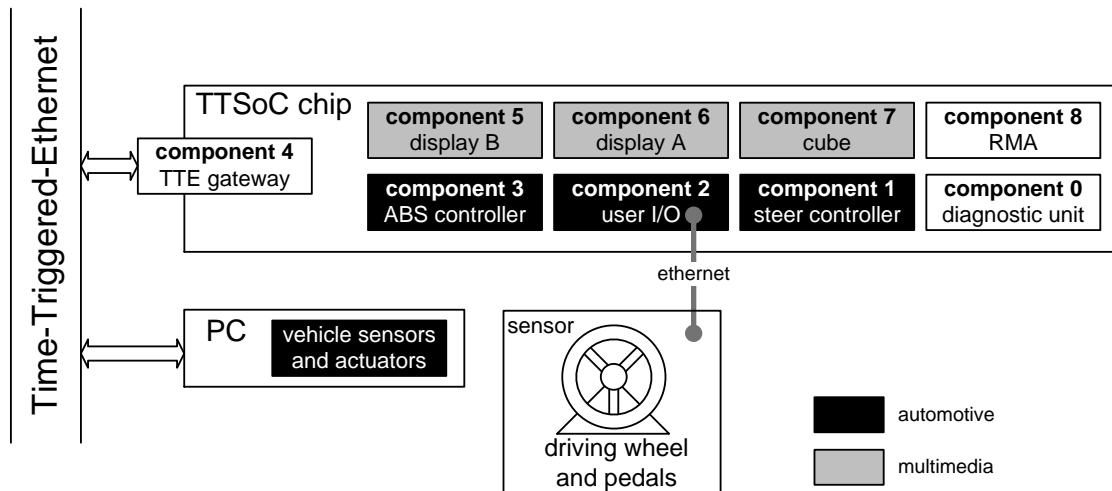 Time-Triggered-Ethernet
TTSoC chip
component 5
display B
component 6
display A
component 7
cube
component 8
RMA
component 4
TTE gateway
component 3
ABS controller
component 2
user I/O
component 1
steer controller
component 0
diagnostic unit
ethernet
PC
vehicle sensors
and actuators
sensor
driving wheel
and pedals
automotive
multimedia